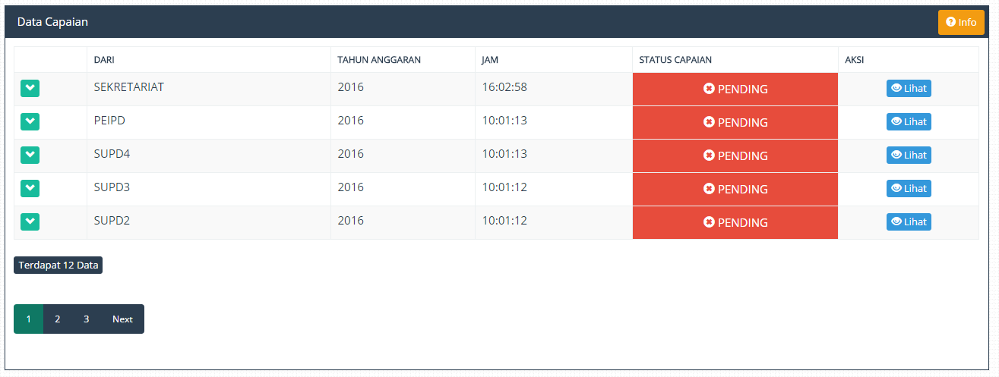 Data Capaian Info
DARI TAHUN ANGGARAN JAM STATUS CAPAIAN AKSI
SEKRETARIAT 2016 16:02:58 PENDING Lihat
PEIPD 2016 10:01:13 PENDING Lihat
SUPD4 2016 10:01:13 PENDING Lihat
SUPD3 2016 10:01:12 PENDING Lihat
SUPD2 2016 10:01:12 PENDING Lihat
Terdapat 12 Data
1 2 3 Next